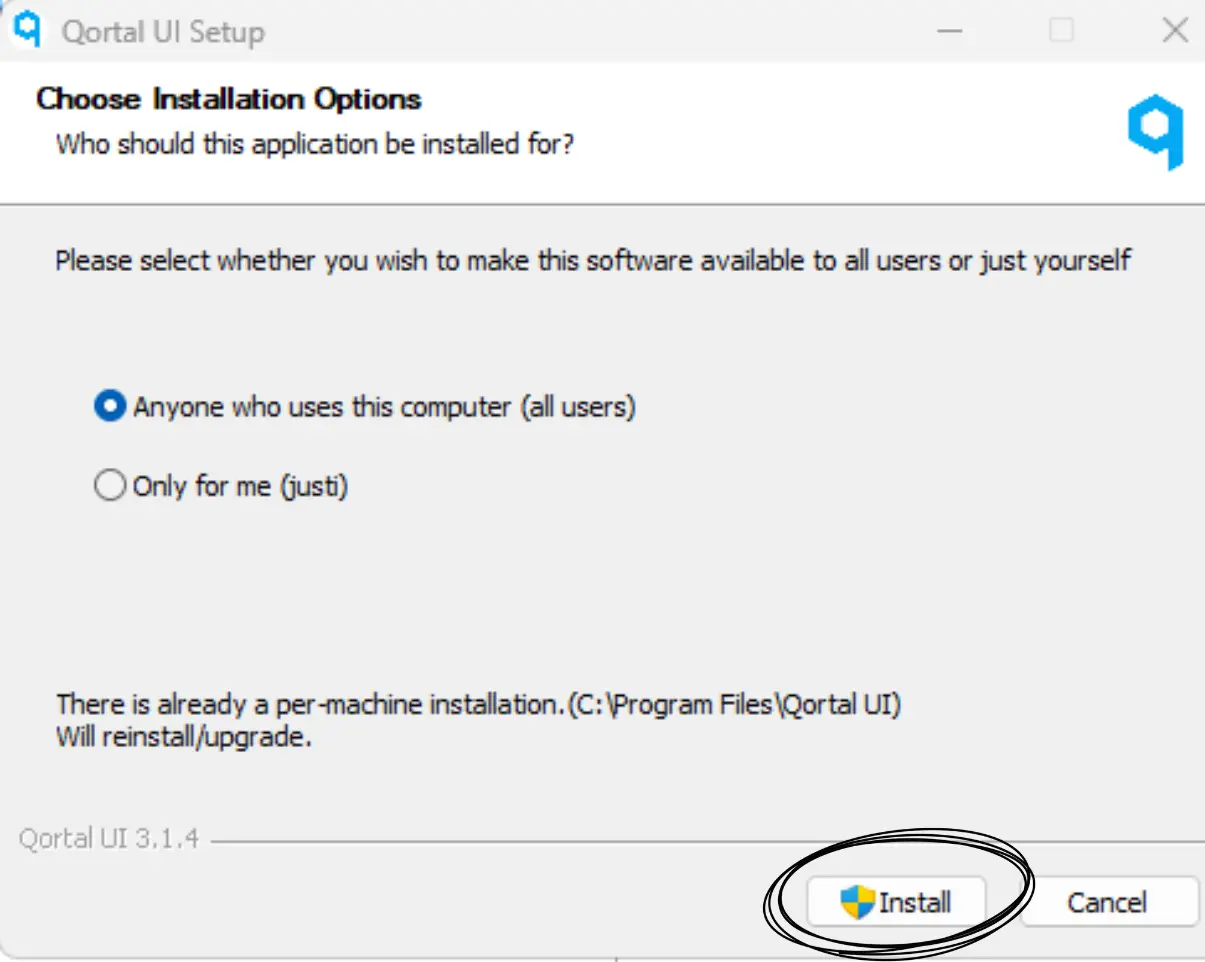 Qortal UI Setup
Choose Installation Options
Who should this application be installed for?
Please select whether you wish to make this software available to all users or just yourself
Anyone who uses this computer (all users)
Only for me (justi)
There is already a per-machine installation.(C:\Program Files\Qortal UI)
Will reinstall/upgrade.
Qortal UI 3.1.4
Install
Cancel